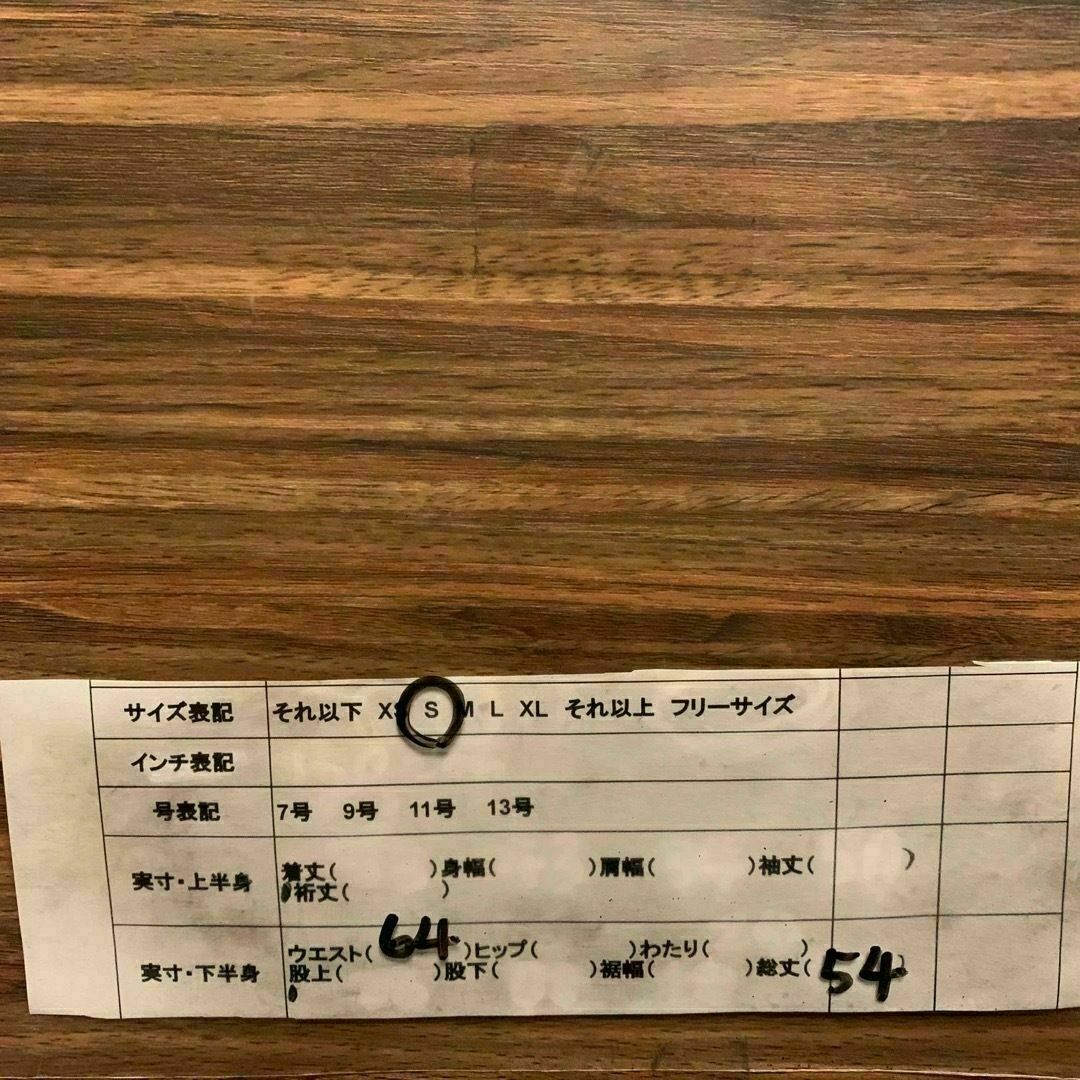 サイズ表記 それ以下 XS S M L XL それ以上 フリーサイズ
インチ表記
号表記 7号 9号 11号 13号
実寸・上半身 着丈( )身幅( )肩幅( )袖丈( )
裄丈( )
実寸・下半身 ウエスト( 64 )ヒップ( )わたり( )
股上( )股下( )裾幅( )総丈( 54 )